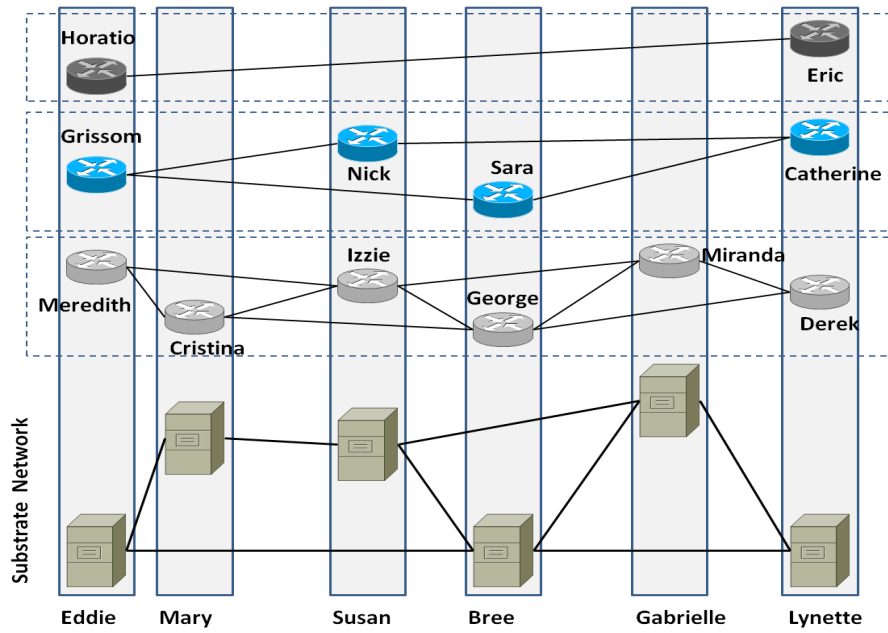 Horatio
Eric
Grissom
Nick
Sara
Catherine
Izzie
Miranda
Meredith
George
Cristina
Derek
Substrate Network
Eddie Mary Susan Bree Gabrielle Lynette